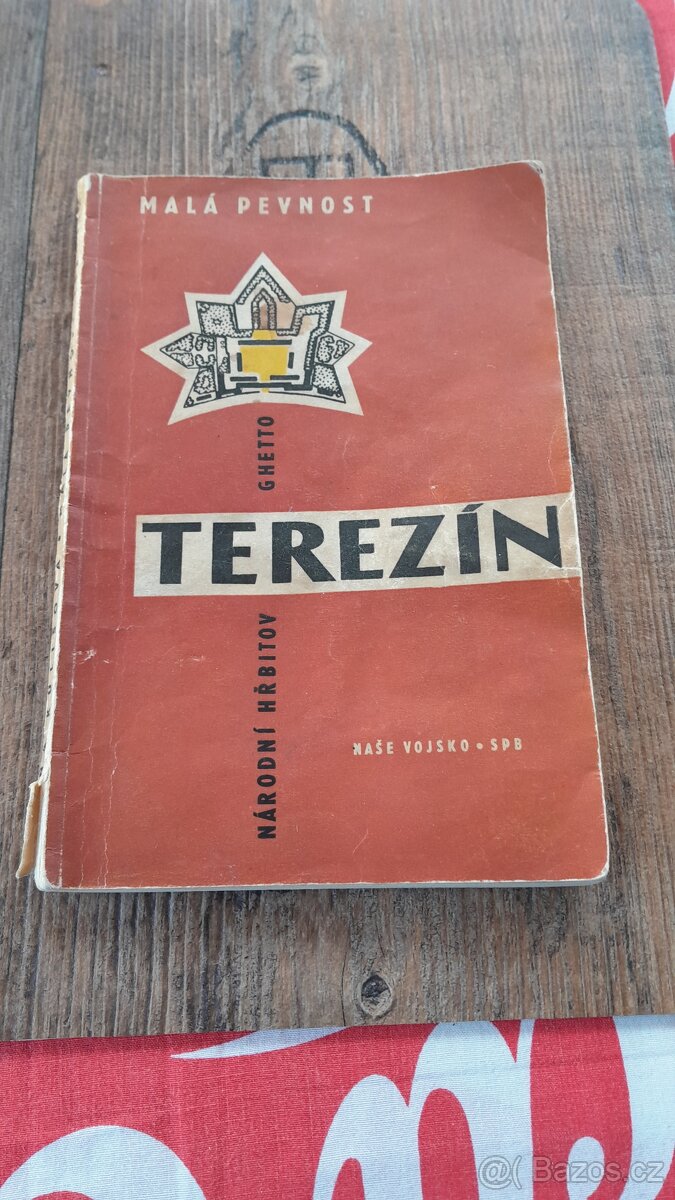 MALÁ PEVNOST
GHETTO
TEREZÍN
NÁRODNÍ HŘBITOV
NAŠE VOJSKO • SPB
@ Bazos.cz